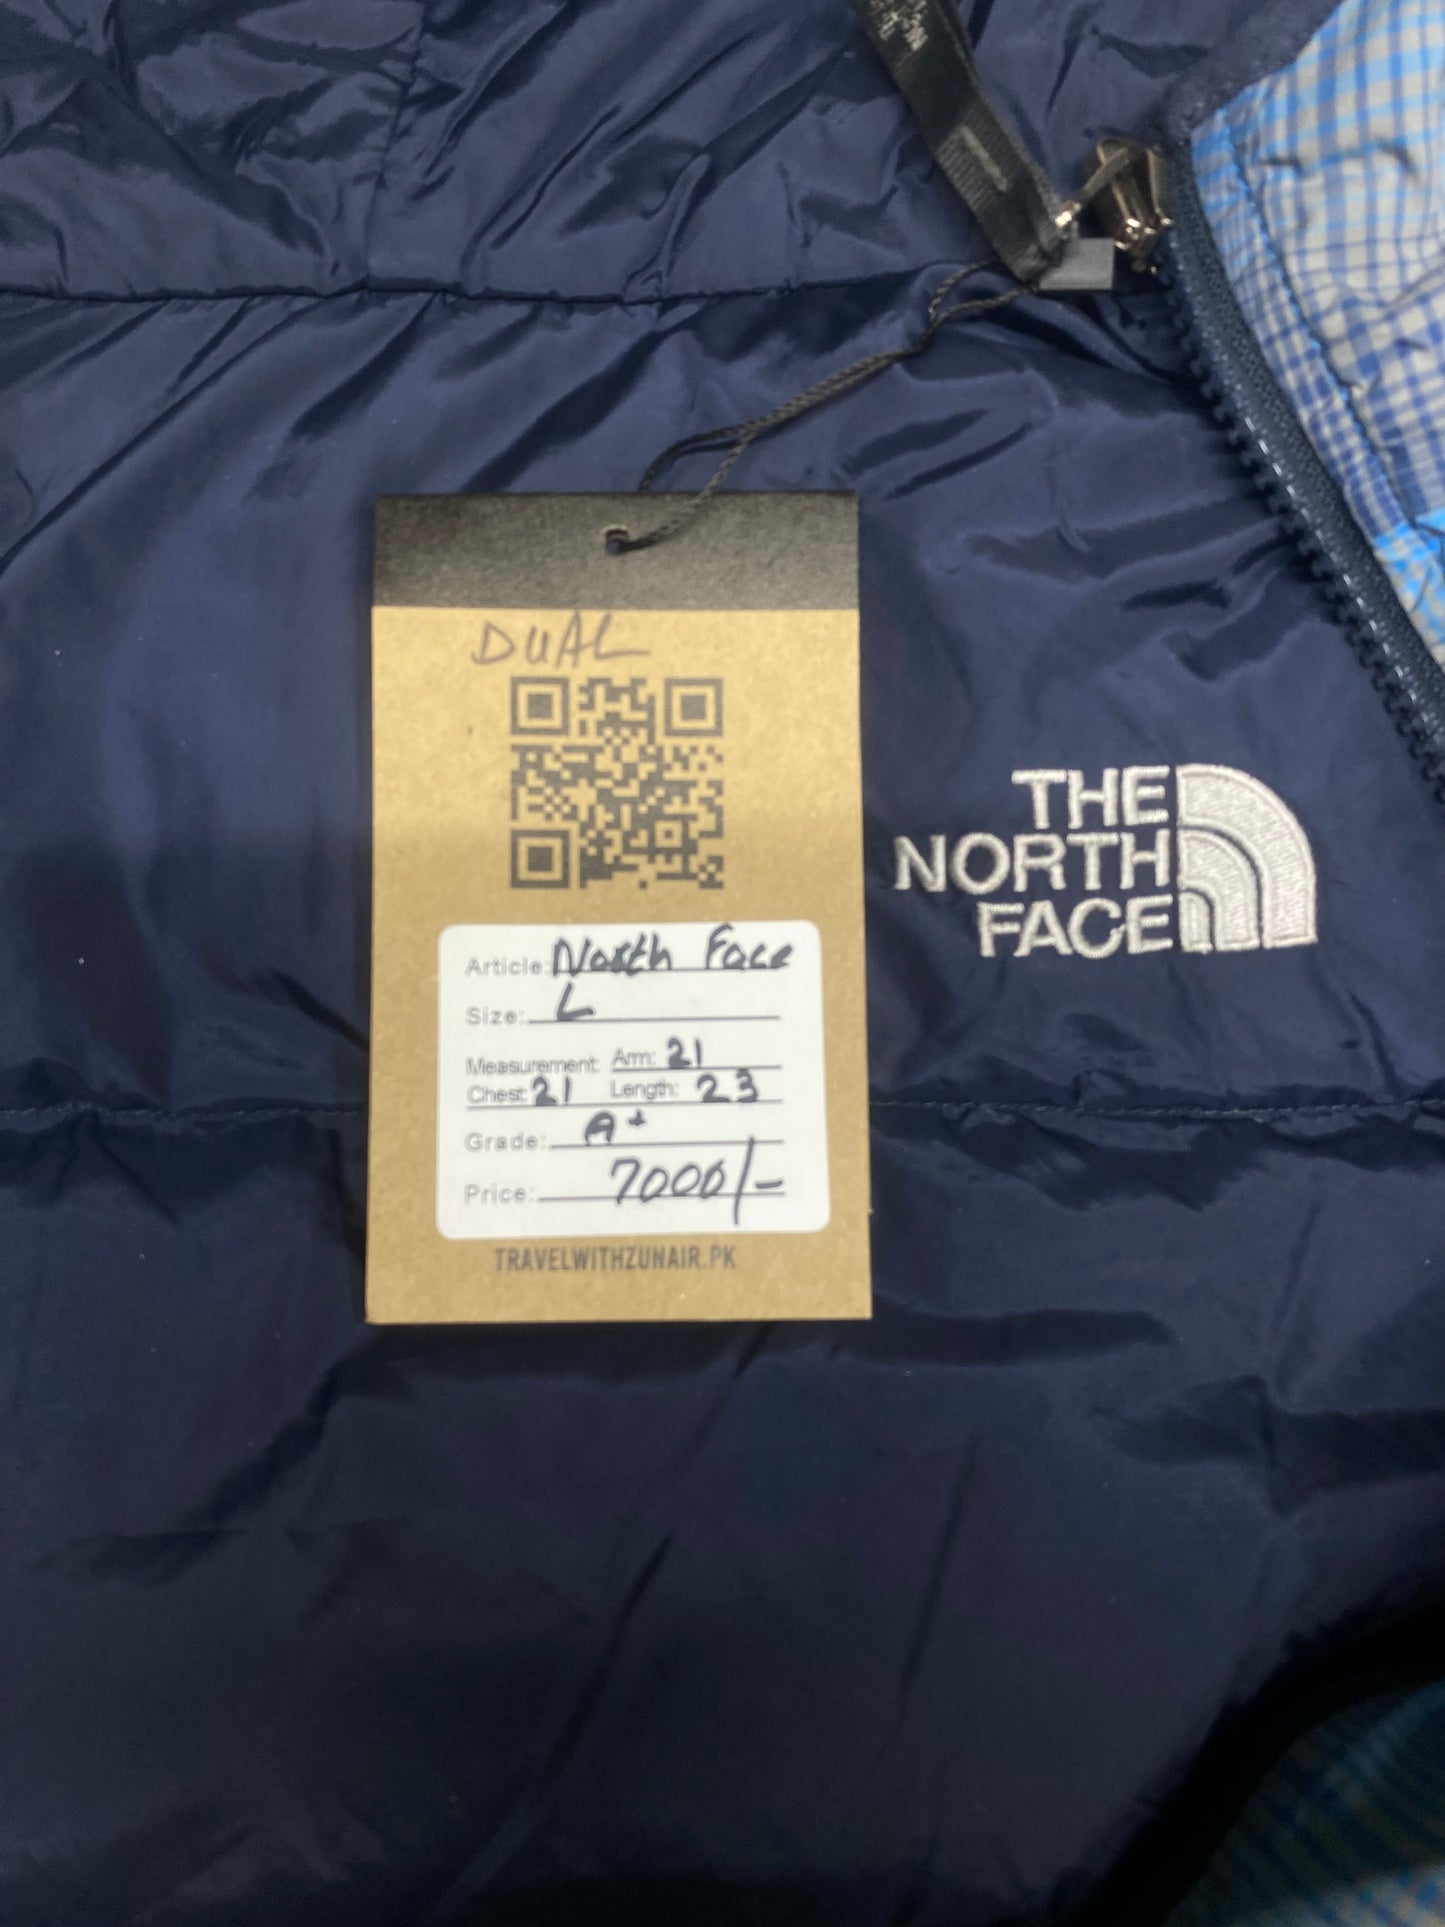 DUAL
THE
NORTH
FACE
Article: North Face
Size: L
Measurement: Arm: 21
Chest: 21 Length: 23
Grade: A+
Price: 7000/-
TRAVELWITHZUNAIR.PK